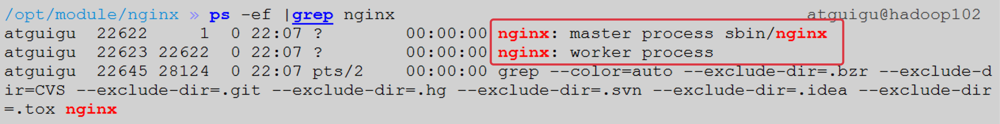 /opt/module/nginx » ps -ef |grep nginx atguigu@hadoop102
atguigu 22622 1 0 22:07 ? 00:00:00 nginx: master process sbin/nginx
atguigu 22623 22622 0 22:07 ? 00:00:00 nginx: worker process
atguigu 22645 28124 0 22:07 pts/2 00:00:00 grep --color=auto --exclude-dir=.bzr --exclude-d
ir=CVS --exclude-dir=.git --exclude-dir=.hg --exclude-dir=.svn --exclude-dir=.idea --exclude-dir
=.tox nginx